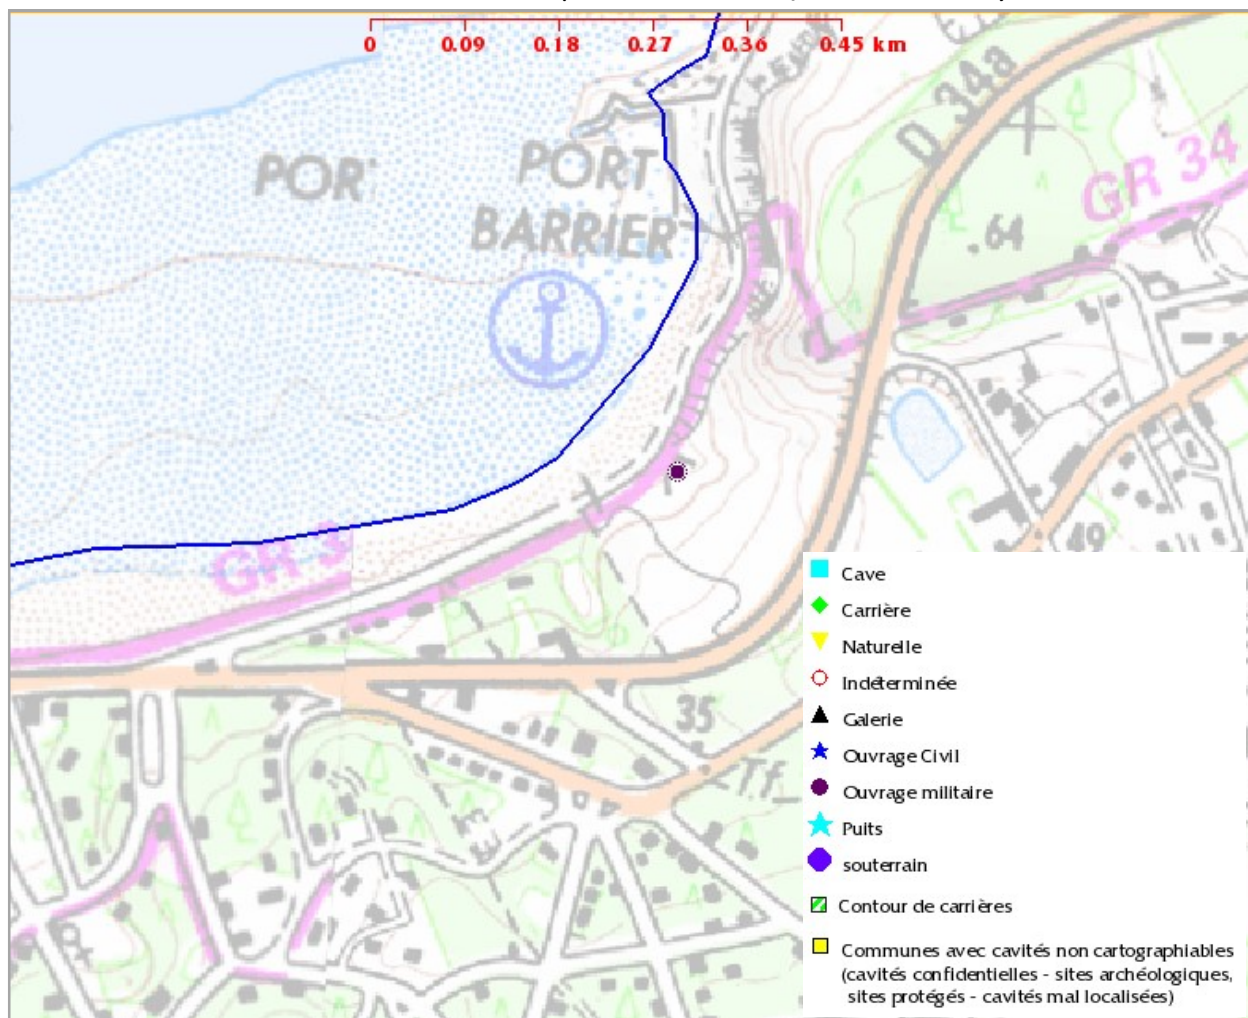 0 0.09 0.18 0.27 0.36 0.45 km
D 34a
GR 34
POR
PORT
BARRIER
.64
49
GR 3
35
T.f.
Cave
Carrière
Naturelle
Indéterminée
Galerie
Ouvrage Civil
Ouvrage militaire
Puits
souterrain
Contour de carrières
Communes avec cavités non cartographiables
(cavités confidentielles - sites archéologiques,
sites protégés - cavités mal localisées)